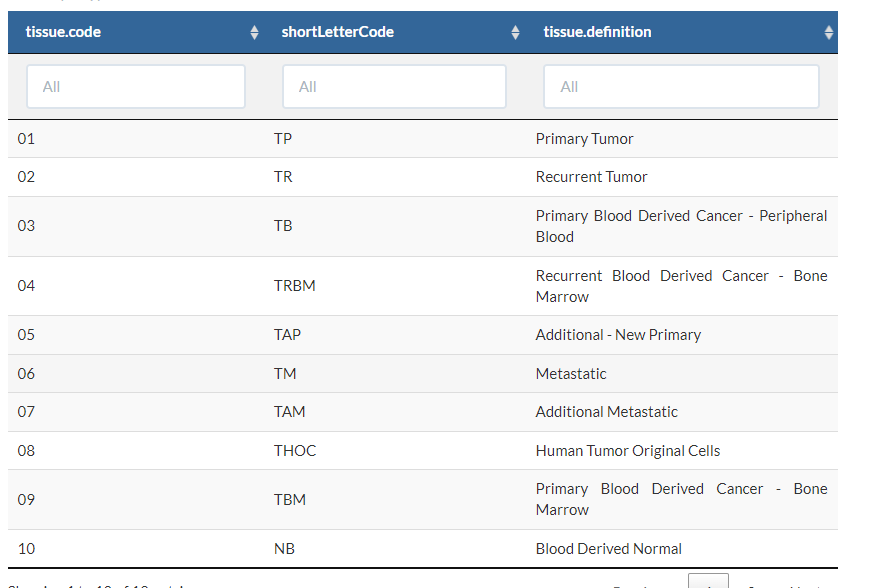 tissue.code shortLetterCode tissue.definition
All All All
01 TP Primary Tumor
02 TR Recurrent Tumor
03 TB Primary Blood Derived Cancer - Peripheral
Blood
04 TRBM Recurrent Blood Derived Cancer - Bone
Marrow
05 TAP Additional - New Primary
06 TM Metastatic
07 TAM Additional Metastatic
08 THOC Human Tumor Original Cells
09 TBM Primary Blood Derived Cancer - Bone
Marrow
10 NB Blood Derived Normal